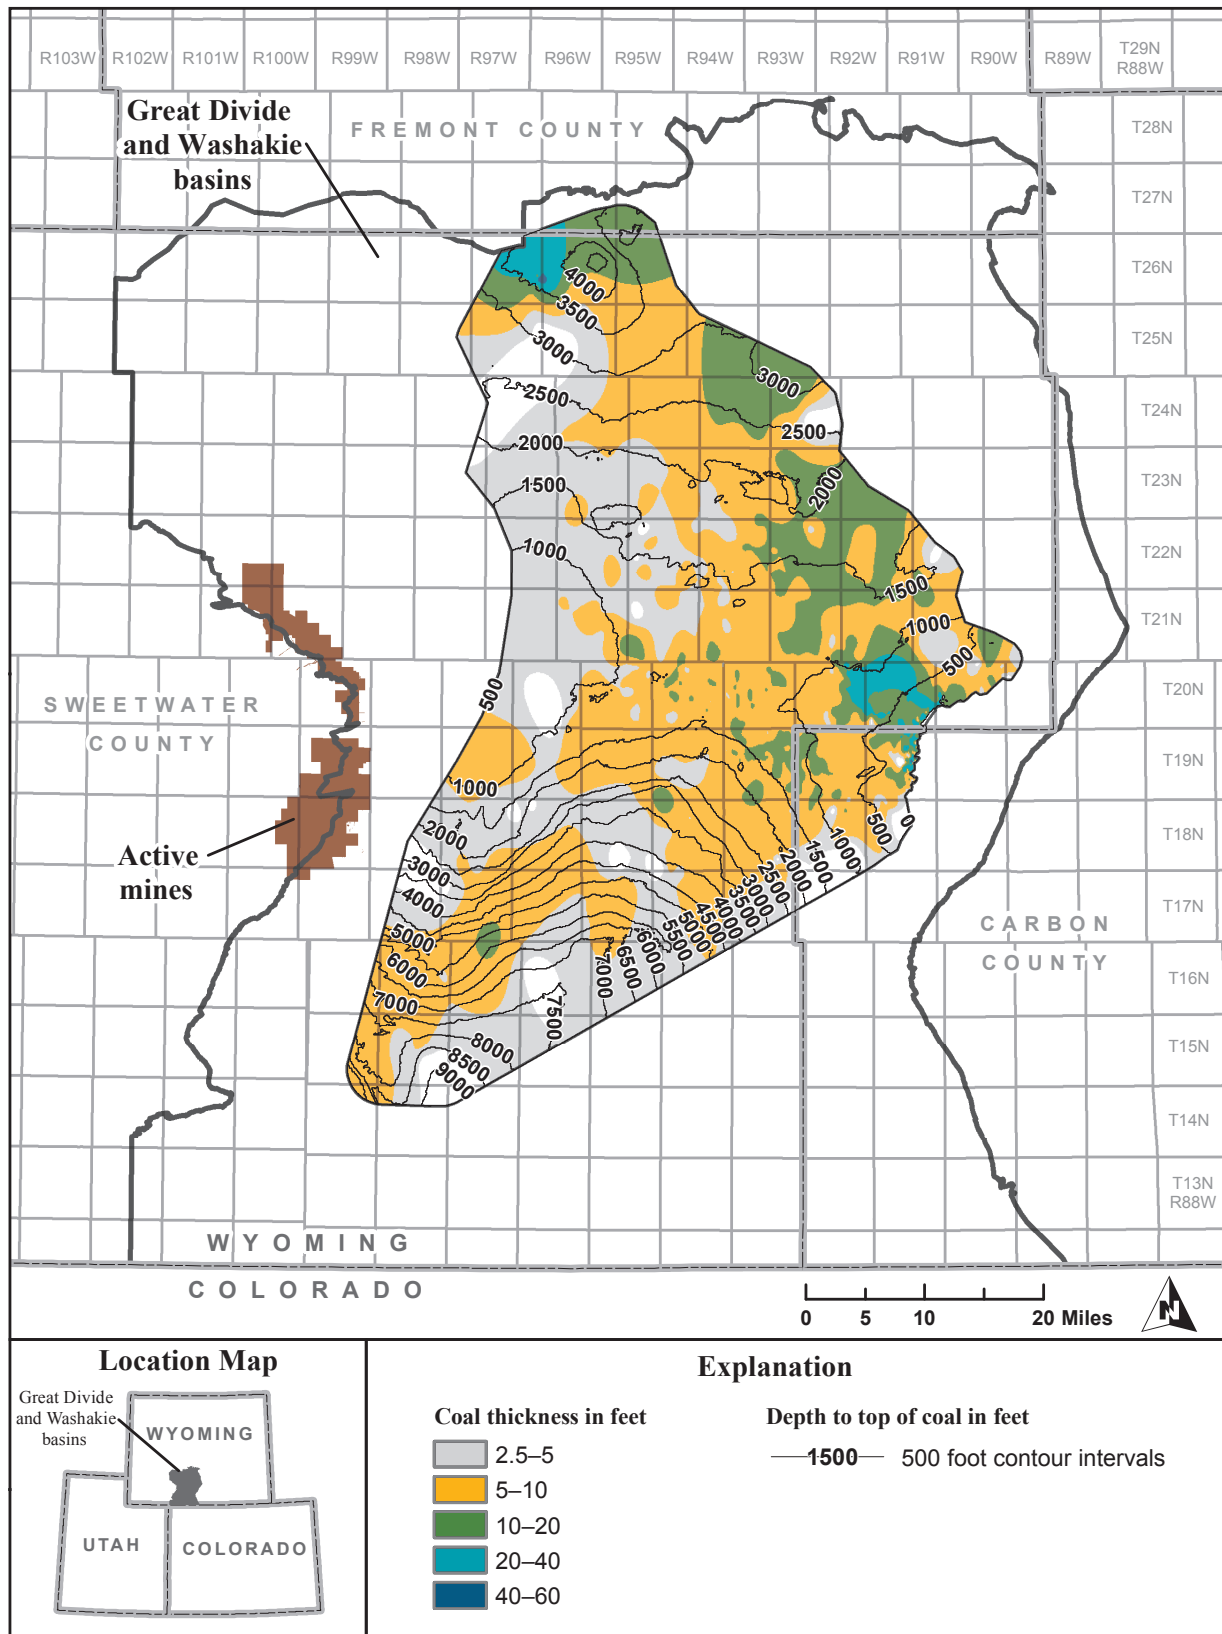 R103W R102W R101W R100W R99W R98W R97W R96W R95W R94W R93W R92W R91W R90W R89W T29N
R88W
Great Divide
and Washakie
basins
FREMONT COUNTY
T28N
T27N
T26N
T25N
T24N
T23N
T22N
T21N
T20N
T19N
T18N
T17N
T16N
T15N
T14N
T13N
R88W
4000
3500
3000
2500
2000
1500
1000
500
3000
2500
2000
1500
1000
500
SWEETWATER
COUNTY
Active
mines
1000
2000
3000
4000
5000
6000
7000
8000
8500
9000
7500
7000
6500
6000
5500
5000
4500
4000
3500
3000
2500
2000
1500
1000
500
0
CARBON
COUNTY
WYOMING
COLORADO
0 5 10 20 Miles
N
Location Map
Great Divide
and Washakie
basins
WYOMING
UTAH
COLORADO
Explanation
Coal thickness in feet
2.5–5
5–10
10–20
20–40
40–60
Depth to top of coal in feet
1500 500 foot contour intervals